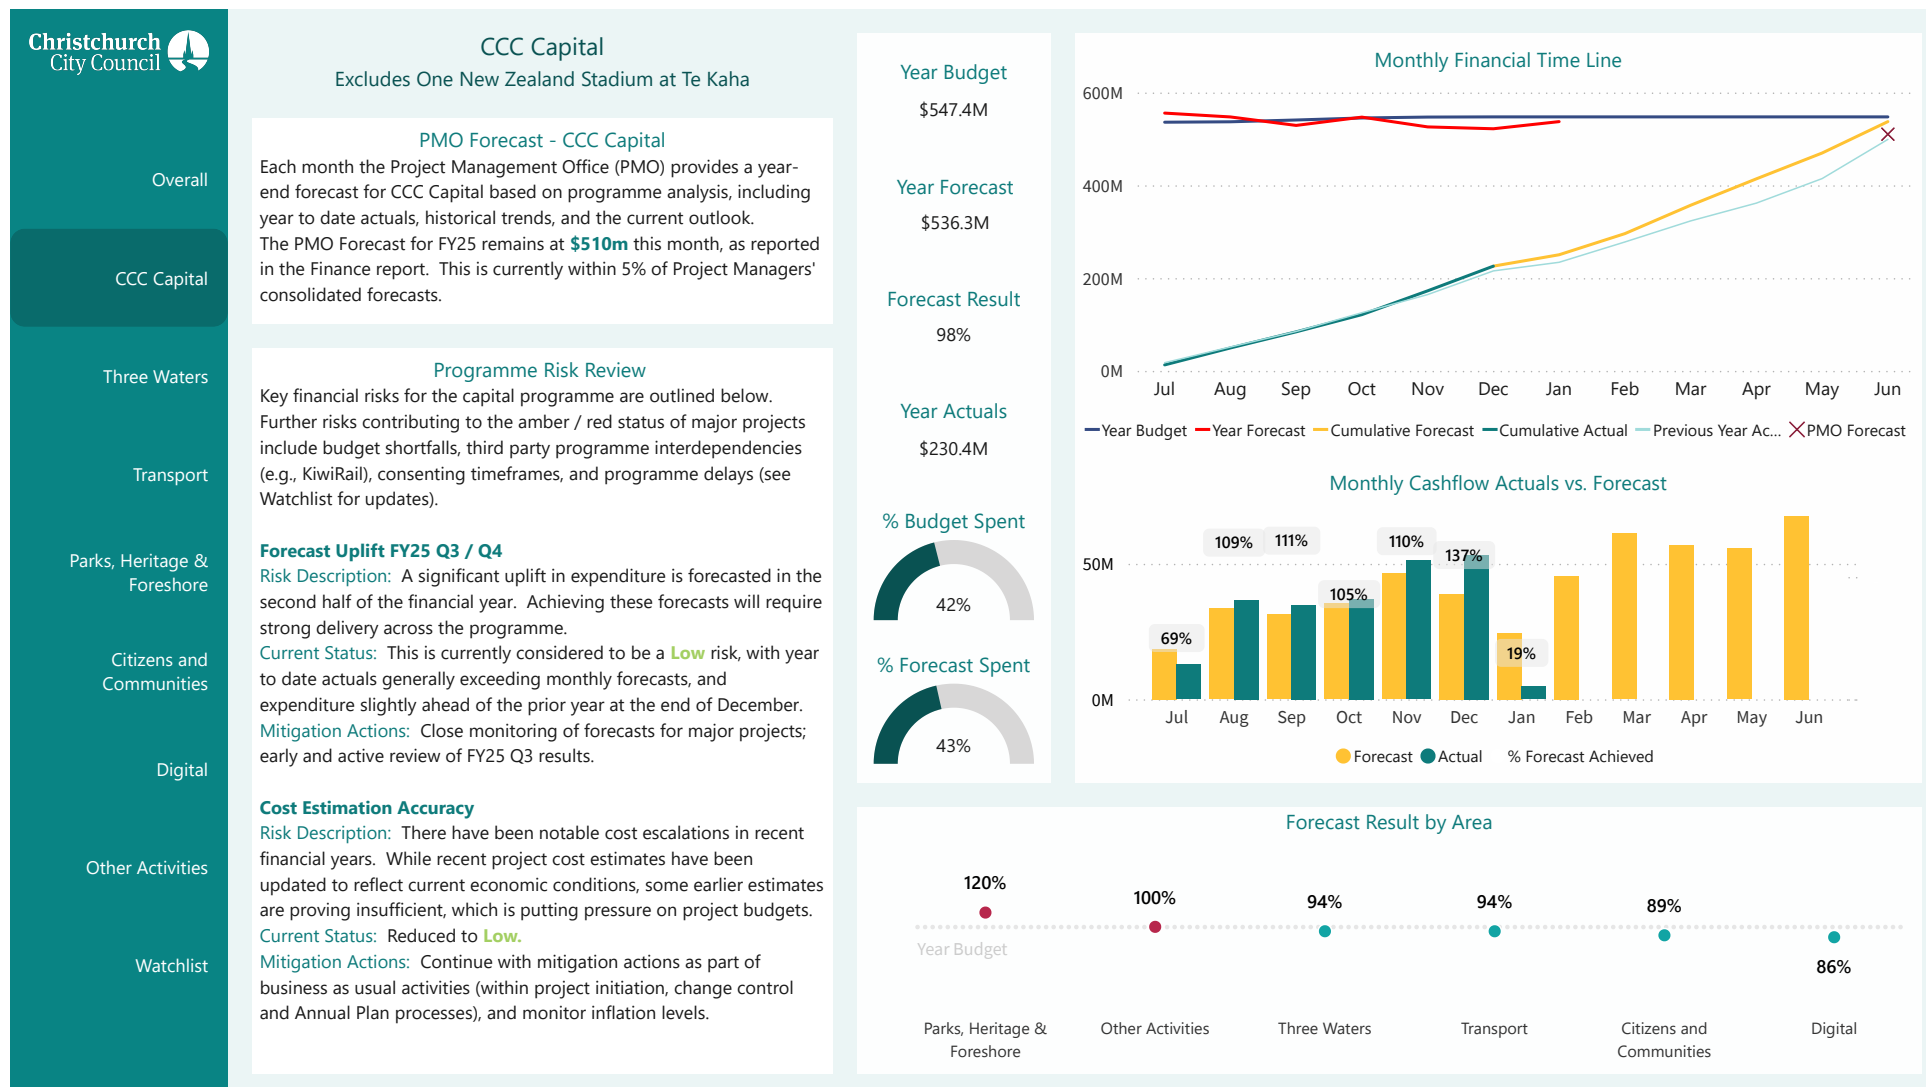 Christchurch
City Council
Overall
CCC Capital
Three Waters
Transport
Parks, Heritage &
Foreshore
Citizens and
Communities
Digital
Other Activities
Watchlist
CCC Capital
Excludes One New Zealand Stadium at Te Kaha
PMO Forecast - CCC Capital
Each month the Project Management Office (PMO) provides a year-
end forecast for CCC Capital based on programme analysis, including
year to date actuals, historical trends, and the current outlook.
The PMO Forecast for FY25 remains at $510m this month, as reported
in the Finance report.  This is currently within 5% of Project Managers'
consolidated forecasts.
Programme Risk Review
Key financial risks for the capital programme are outlined below.
Further risks contributing to the amber / red status of major projects
include budget shortfalls, third party programme interdependencies
(e.g., KiwiRail), consenting timeframes, and programme delays (see
Watchlist for updates).
Forecast Uplift FY25 Q3 / Q4
Risk Description:  A significant uplift in expenditure is forecasted in the
second half of the financial year.  Achieving these forecasts will require
strong delivery across the programme.
Current Status:  This is currently considered to be a Low risk, with year
to date actuals generally exceeding monthly forecasts, and
expenditure slightly ahead of the prior year at the end of December.
Mitigation Actions:  Close monitoring of forecasts for major projects;
early and active review of FY25 Q3 results.
Cost Estimation Accuracy
Risk Description:  There have been notable cost escalations in recent
financial years.  While recent project cost estimates have been
updated to reflect current economic conditions, some earlier estimates
are proving insufficient, which is putting pressure on project budgets.
Current Status:  Reduced to Low.
Mitigation Actions:  Continue with mitigation actions as part of
business as usual activities (within project initiation, change control
and Annual Plan processes), and monitor inflation levels.
Year Budget
$547.4M
Year Forecast
$536.3M
Forecast Result
98%
Year Actuals
$230.4M
% Budget Spent
42%
% Forecast Spent
43%
Monthly Financial Time Line
600M
400M
200M
0M
Jul Aug Sep Oct Nov Dec Jan Feb Mar Apr May Jun
Year Budget Year Forecast Cumulative Forecast Cumulative Actual Previous Year Ac... PMO Forecast
Monthly Cashflow Actuals vs. Forecast
109% 111% 110% 137%
50M
105%
69% 19%
0M
Jul Aug Sep Oct Nov Dec Jan Feb Mar Apr May Jun
Forecast Actual % Forecast Achieved
Forecast Result by Area
120% 100% 94% 94% 89%
Year Budget
86%
Parks, Heritage & Other Activities Three Waters Transport Citizens and Digital
Foreshore Communities